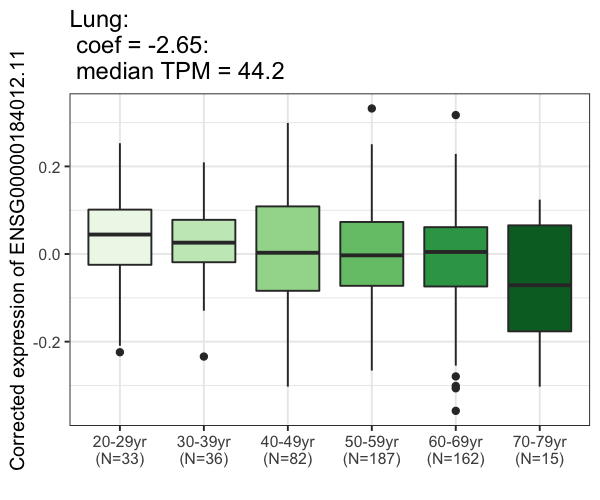 Lung:
coef = -2.65:
median TPM = 44.2
Corrected expression of ENSG00000184012.11
0.2
0.0
-0.2
20-29yr 30-39yr 40-49yr 50-59yr 60-69yr 70-79yr
(N=33) (N=36) (N=82) (N=187) (N=162) (N=15)